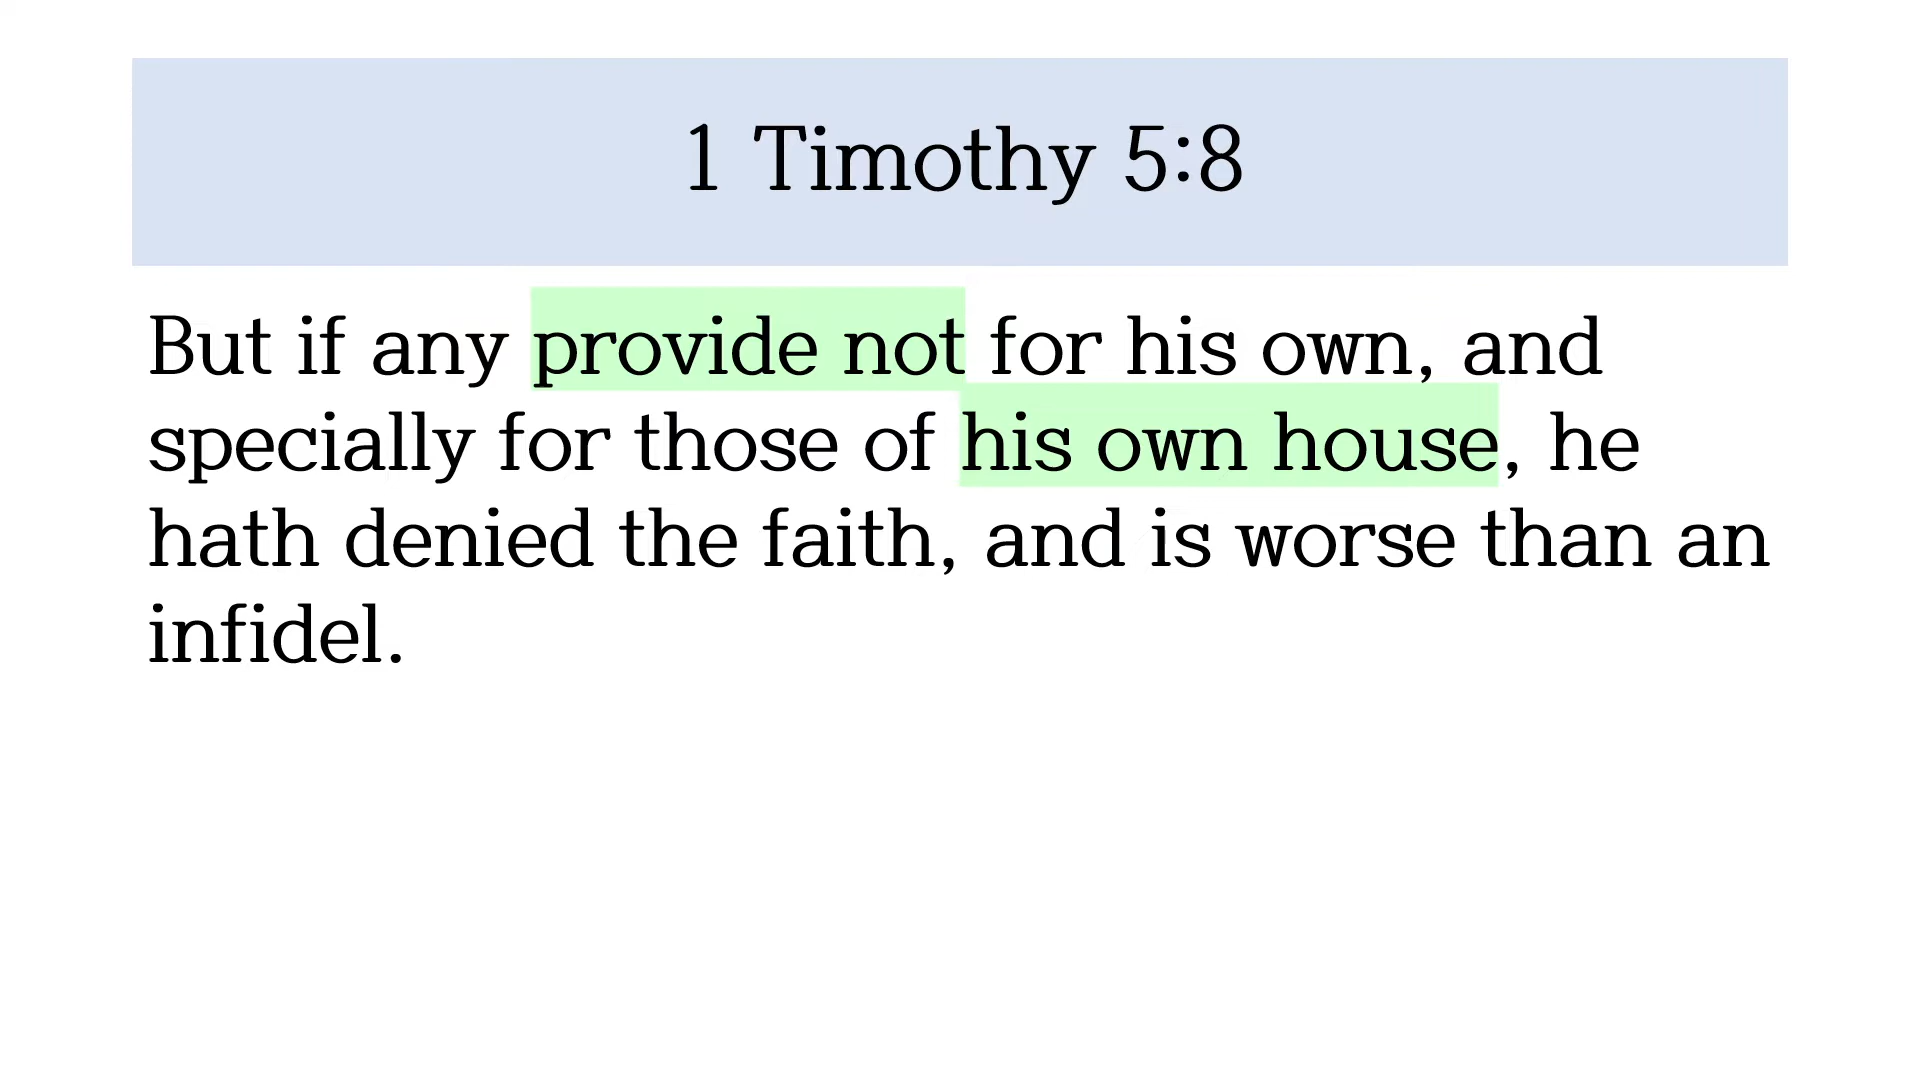 1 Timothy 5:8
But if any provide not for his own, and
specially for those of his own house, he
hath denied the faith, and is worse than an
infidel.